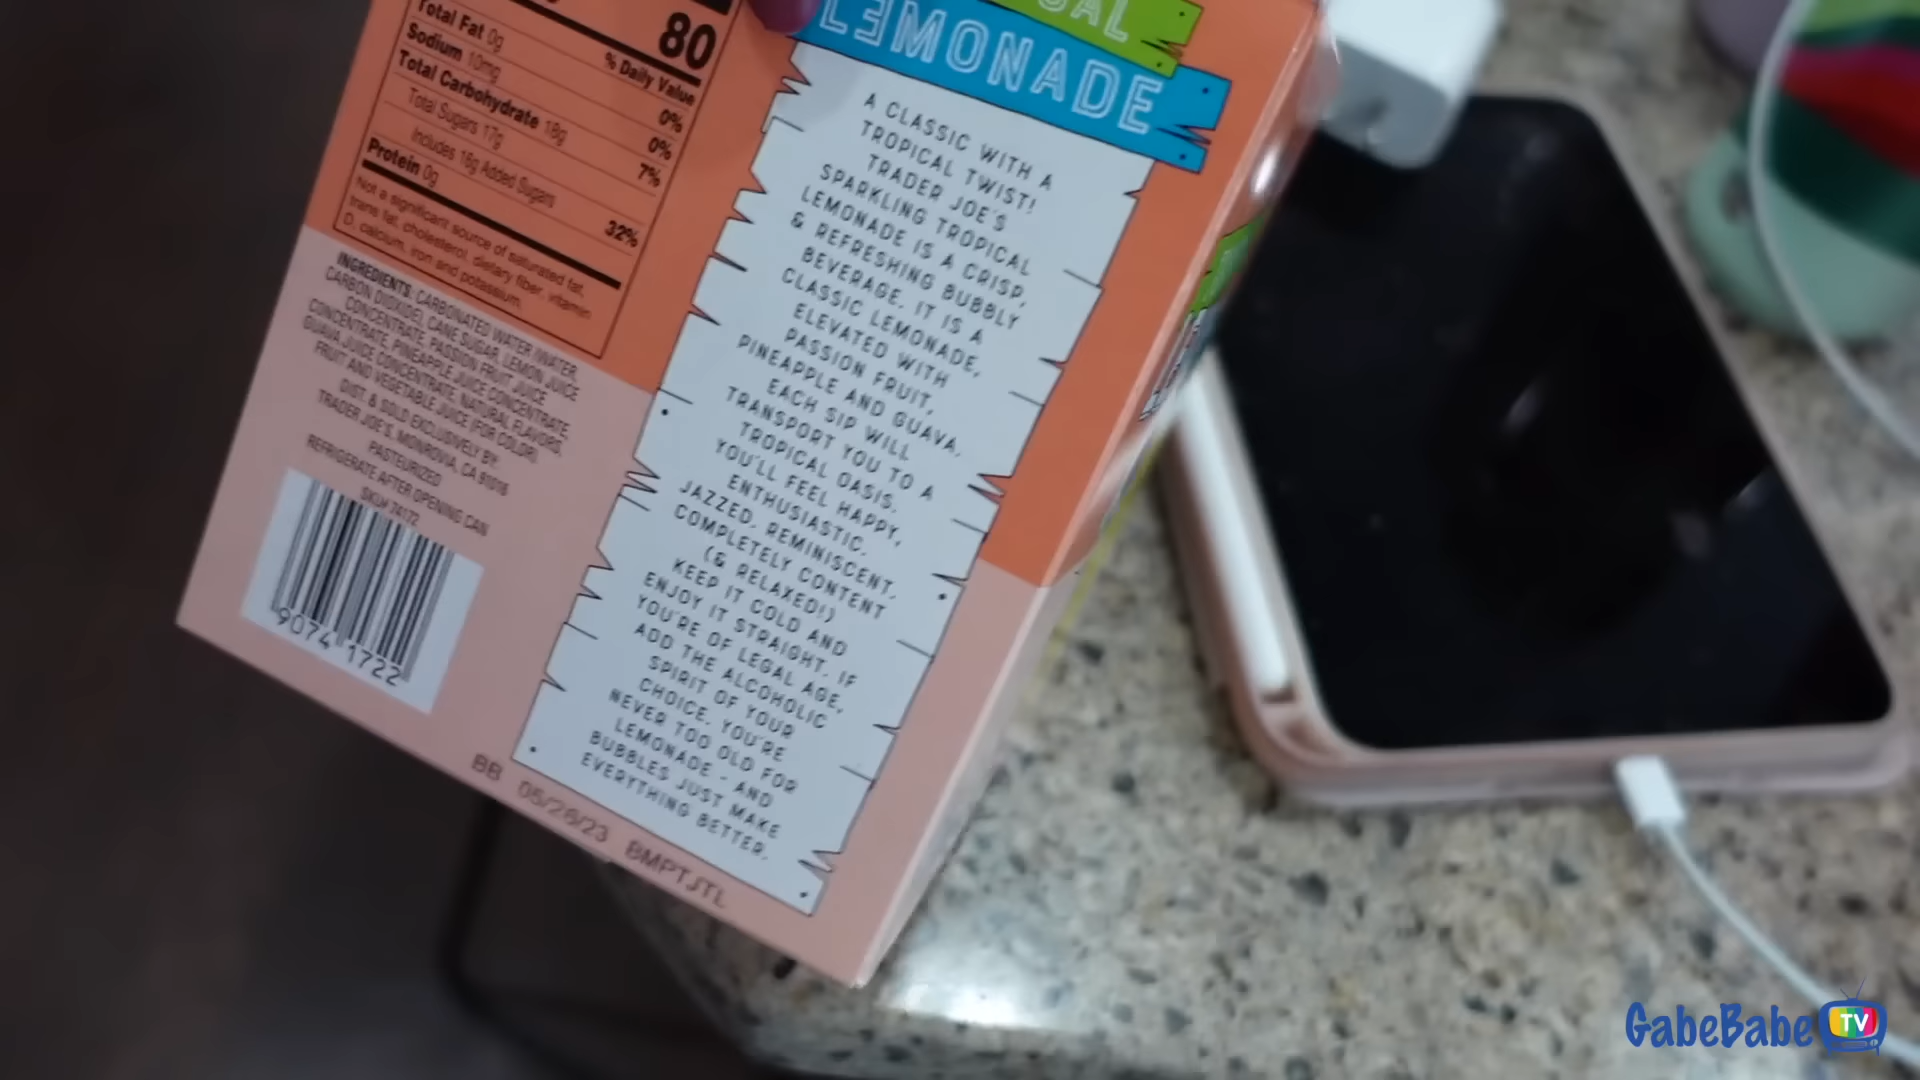 80
% Daily Value
Total Fat 0g 0%
Sodium 10mg 0%
Total Carbohydrate 18g 7%
Total Sugars 17g
Includes 16g Added Sugars 32%
Protein 0g
Not a significant source of saturated fat,
trans fat, cholesterol, dietary fiber, vitamin
D, calcium, iron and potassium.
INGREDIENTS: CARBONATED WATER (WATER,
CARBON DIOXIDE), CANE SUGAR, LEMON JUICE
CONCENTRATE, PASSION FRUIT JUICE
CONCENTRATE, PINEAPPLE JUICE CONCENTRATE,
GUAVA JUICE CONCENTRATE, NATURAL FLAVORS,
FRUIT AND VEGETABLE JUICE (FOR COLOR).
DIST. & SOLD EXCLUSIVELY BY:
TRADER JOE'S, MONROVIA, CA 91016
PASTEURIZED
REFRIGERATE AFTER OPENING CAN
SKU# 74172
9074 1722
LEMONADE
A CLASSIC WITH A
TROPICAL TWIST!
TRADER JOE'S
SPARKLING TROPICAL
LEMONADE IS A CRISP,
& REFRESHING BUBBLY
BEVERAGE. IT IS A
CLASSIC LEMONADE,
ELEVATED WITH
PASSION FRUIT,
PINEAPPLE AND GUAVA.
EACH SIP WILL
TRANSPORT YOU TO A
TROPICAL OASIS.
YOU'LL FEEL HAPPY,
ENTHUSIASTIC,
JAZZED, REMINISCENT,
COMPLETELY CONTENT
(& RELAXED!)
KEEP IT COLD AND
ENJOY IT STRAIGHT. IF
YOU'RE OF LEGAL AGE,
ADD THE ALCOHOLIC
SPIRIT OF YOUR
CHOICE. YOU'RE
NEVER TOO OLD FOR
LEMONADE - AND
BUBBLES JUST MAKE
EVERYTHING BETTER.
BB 05/26/23 BMPTJTL
GabeBabe TV